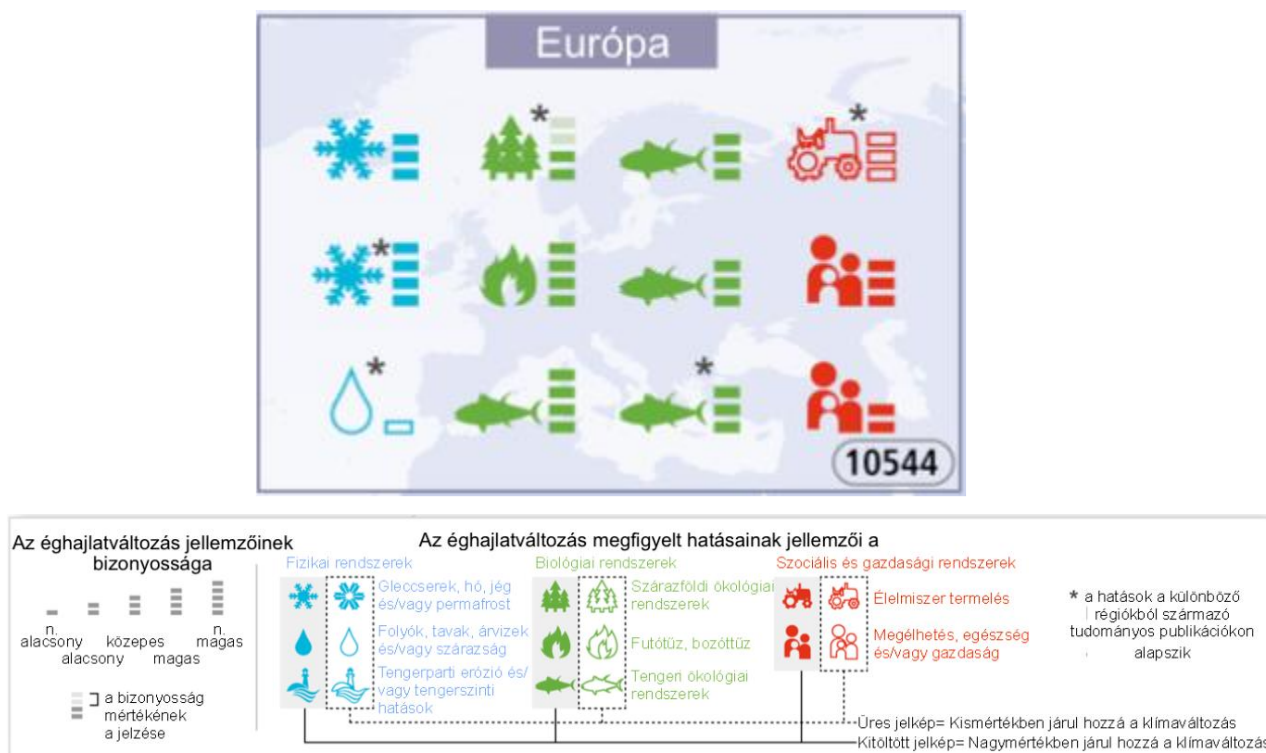 Európa
*
*
*
*
*
10544
Az éghajlatváltozás jellemzőinek
bizonyossága
n.
alacsony
alacsony
közepes
magas
n.
magas
a bizonyosság
mértékének
a jelzése
Az éghajlatváltozás megfigyelt hatásainak jellemzői a
Fizikai rendszerek
Gleccserek, hó, jég
és/vagy permafrost
Folyók, tavak, árvizek
és/vagy szárazság
Tengerparti erózió és/
vagy tengerszinti
hatások
Biológiai rendszerek
Szárazföldi ökológiai
rendszerek
Futótűz, bozóttűz
Tengeri ökológiai
rendszerek
Szociális és gazdasági rendszerek
Élelmiszer termelés
Megélhetés, egészség
és/vagy gazdaság
* a hatások a különböző
régiókból származó
tudományos publikációkon
alapszik
Üres jelkép= Kismértékben járul hozzá a klímaváltozás
Kitöltött jelkép= Nagymértékben járul hozzá a klímaváltozás